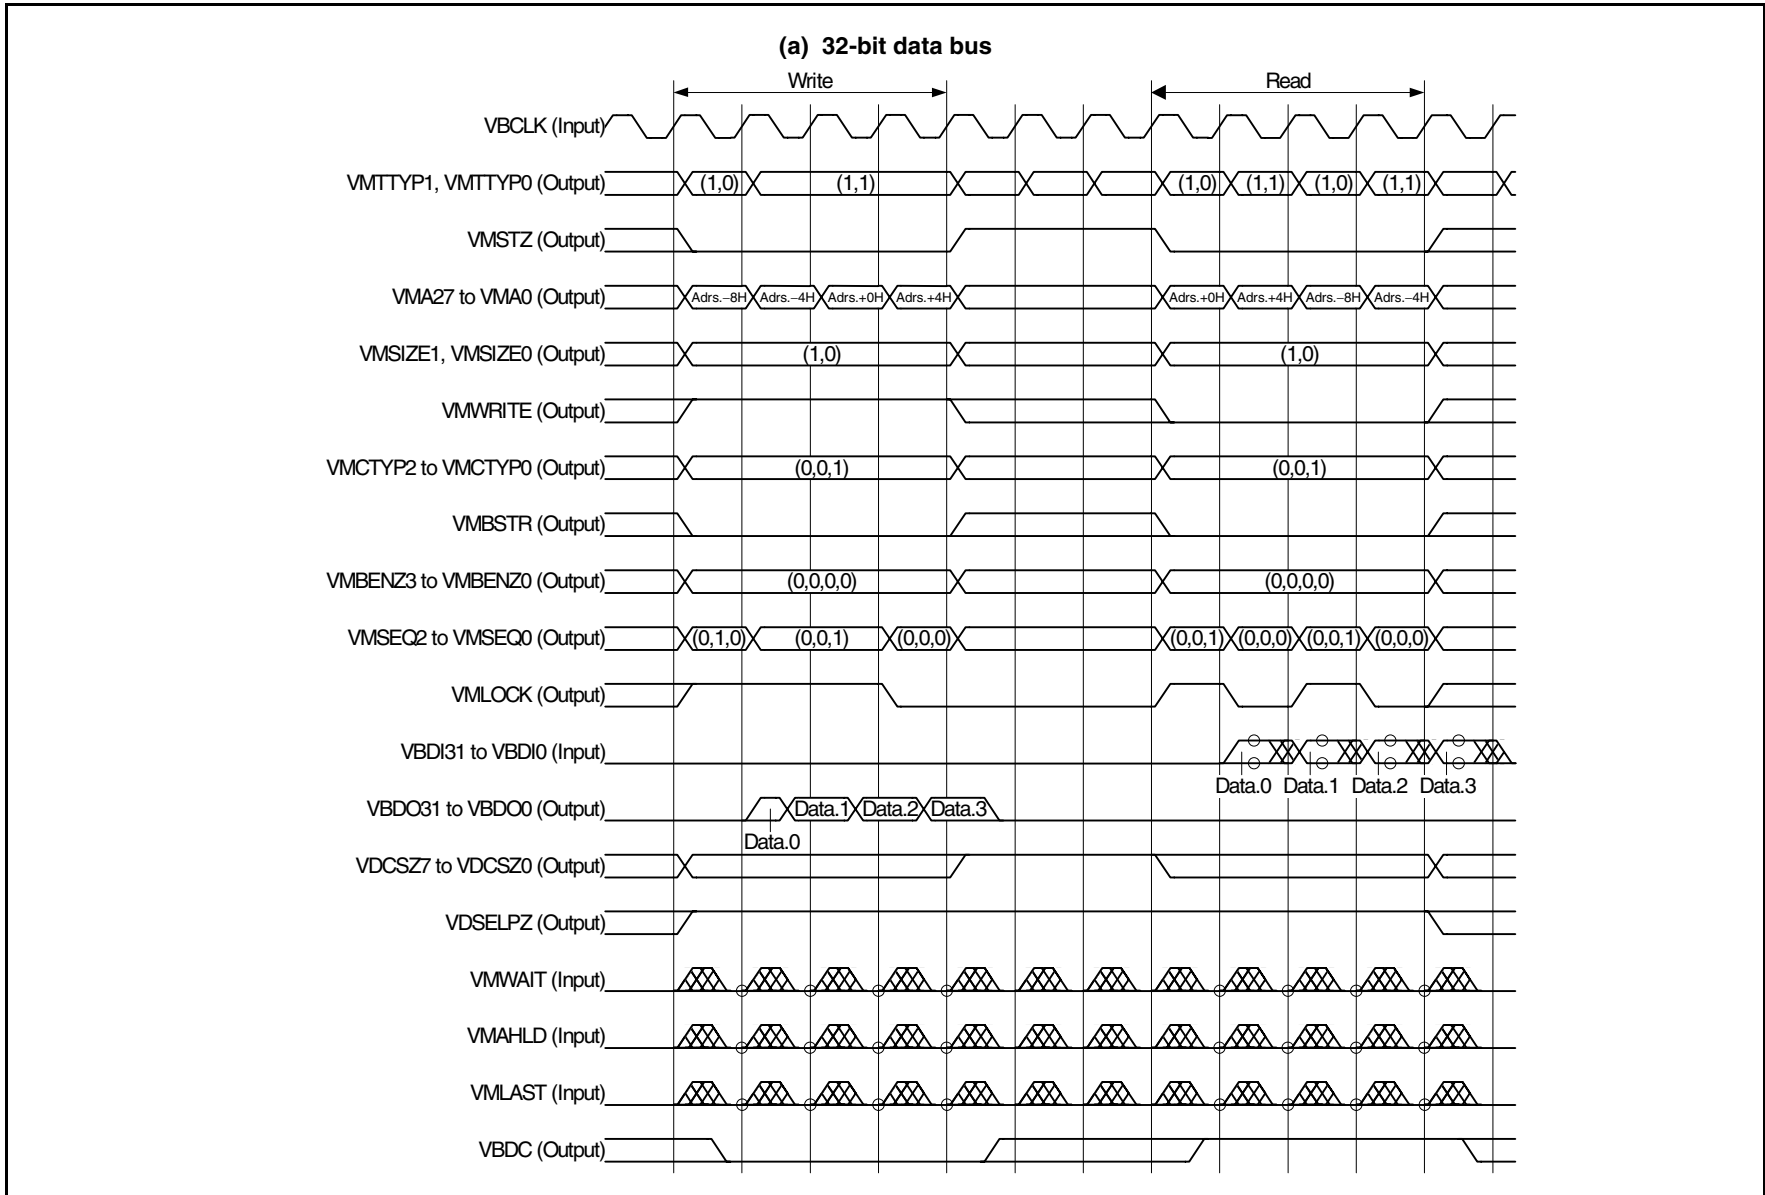 (a) 32-bit data bus
Write Read
VBCLK (Input)
VMTTYP1, VMTTYP0 (Output) (1,0) (1,1) (1,0) (1,1) (1,0) (1,1)
VMSTZ (Output)
VMA27 to VMA0 (Output) Adrs.−8H Adrs.−4H Adrs.+0H Adrs.+4H Adrs.+0H Adrs.+4H Adrs.−8H Adrs.−4H
VMSIZE1, VMSIZE0 (Output) (1,0) (1,0)
VMWRITE (Output)
VMCTYP2 to VMCTYP0 (Output) (0,0,1) (0,0,1)
VMBSTR (Output)
VMBENZ3 to VMBENZ0 (Output) (0,0,0,0) (0,0,0,0)
VMSEQ2 to VMSEQ0 (Output) (0,1,0) (0,0,1) (0,0,0) (0,0,1) (0,0,0) (0,0,1) (0,0,0)
VMLOCK (Output)
VBDI31 to VBDI0 (Input)
Data.0 Data.1 Data.2 Data.3
VBDO31 to VBDO0 (Output) Data.1 Data.2 Data.3
Data.0
VDCSZ7 to VDCSZ0 (Output)
VDSELPZ (Output)
VMWAIT (Input)
VMAHLD (Input)
VMLAST (Input)
VBDC (Output)